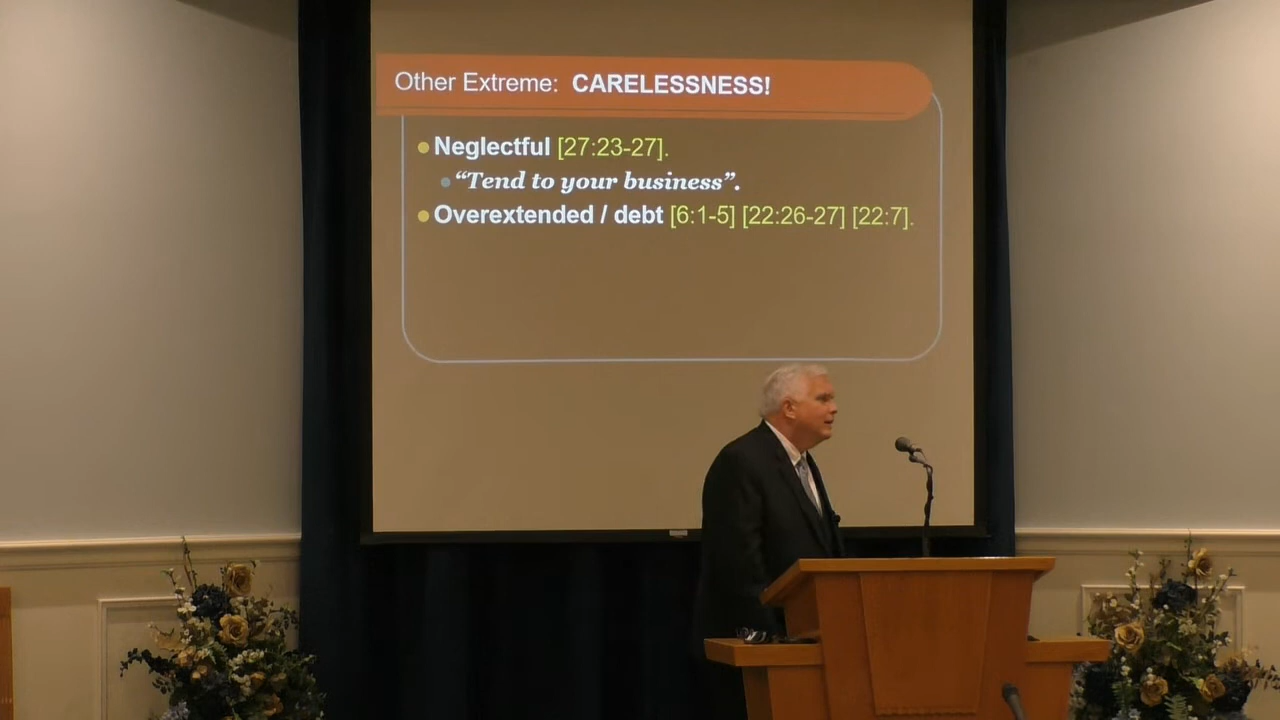 Other Extreme: CARELESSNESS!
Neglectful [27:23-27].
“Tend to your business”.
Overextended / debt [6:1-5] [22:26-27] [22:7].